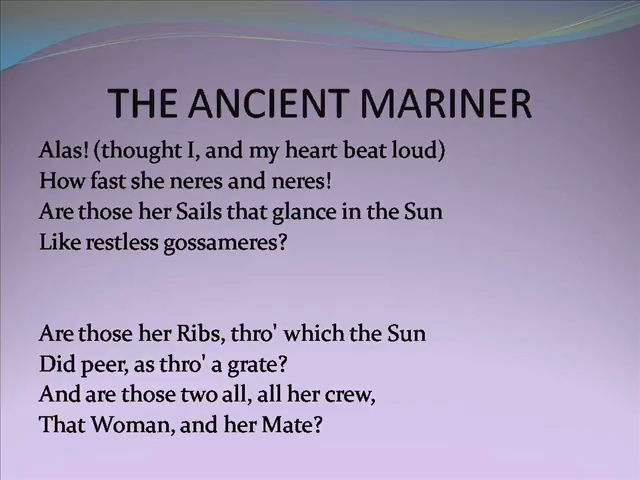 THE ANCIENT MARINER
Alas! (thought I, and my heart beat loud)
How fast she neres and neres!
Are those her Sails that glance in the Sun
Like restless gossameres?
Are those her Ribs, thro' which the Sun
Did peer, as thro' a grate?
And are those two all, all her crew,
That Woman, and her Mate?